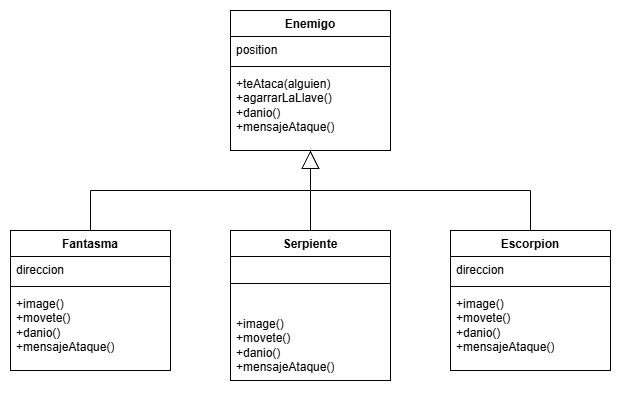 Enemigo
position
+teAtaca(alguien)
+agarrarLaLlave()
+danio()
+mensajeAtaque()
Fantasma
direccion
+image()
+movete()
+danio()
+mensajeAtaque()
Serpiente
+image()
+movete()
+danio()
+mensajeAtaque()
Escorpion
direccion
+image()
+movete()
+danio()
+mensajeAtaque()